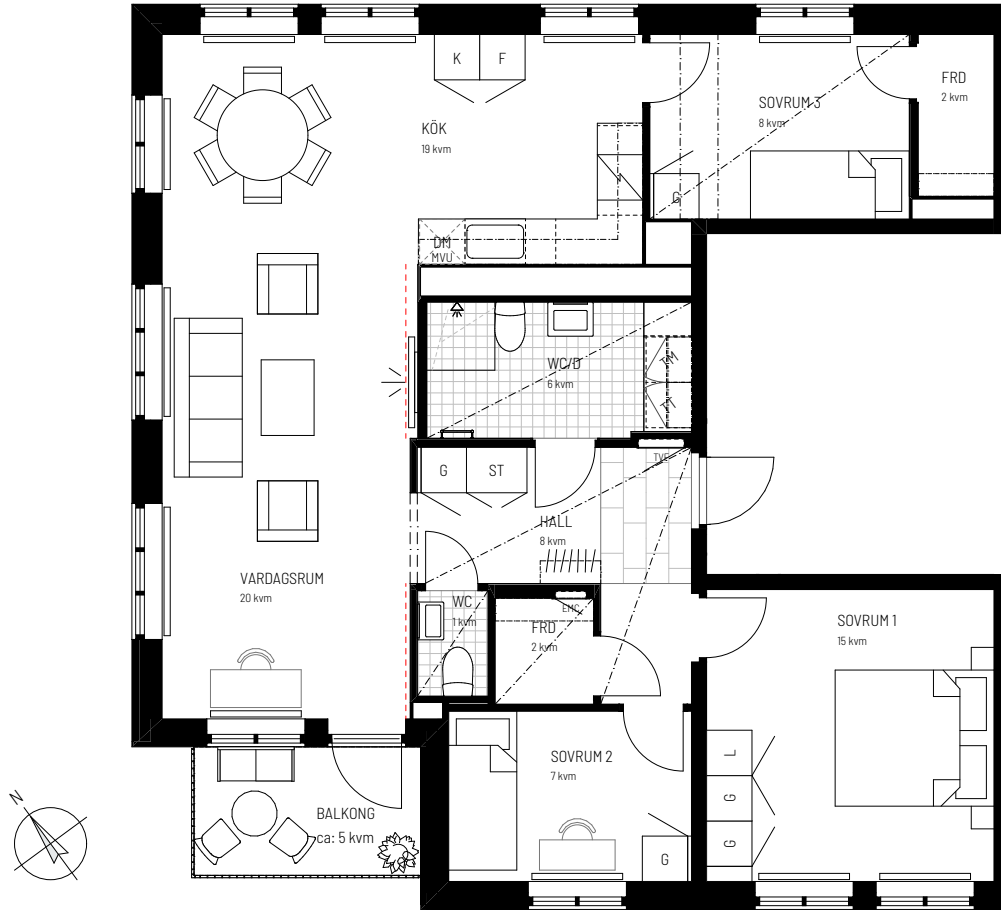 K
F
FRD
2 kvm
SOVRUM 3
8 kvm
KÖK
19 kvm
G
DM
MVU
WC/D
6 kvm
TM
TT
TVE
G
ST
HALL
8 kvm
VARDAGSRUM
20 kvm
WC
1 kvm
EMC
FRD
2 kvm
SOVRUM 1
15 kvm
SOVRUM 2
7 kvm
L
G
G
G
N
BALKONG
ca: 5 kvm